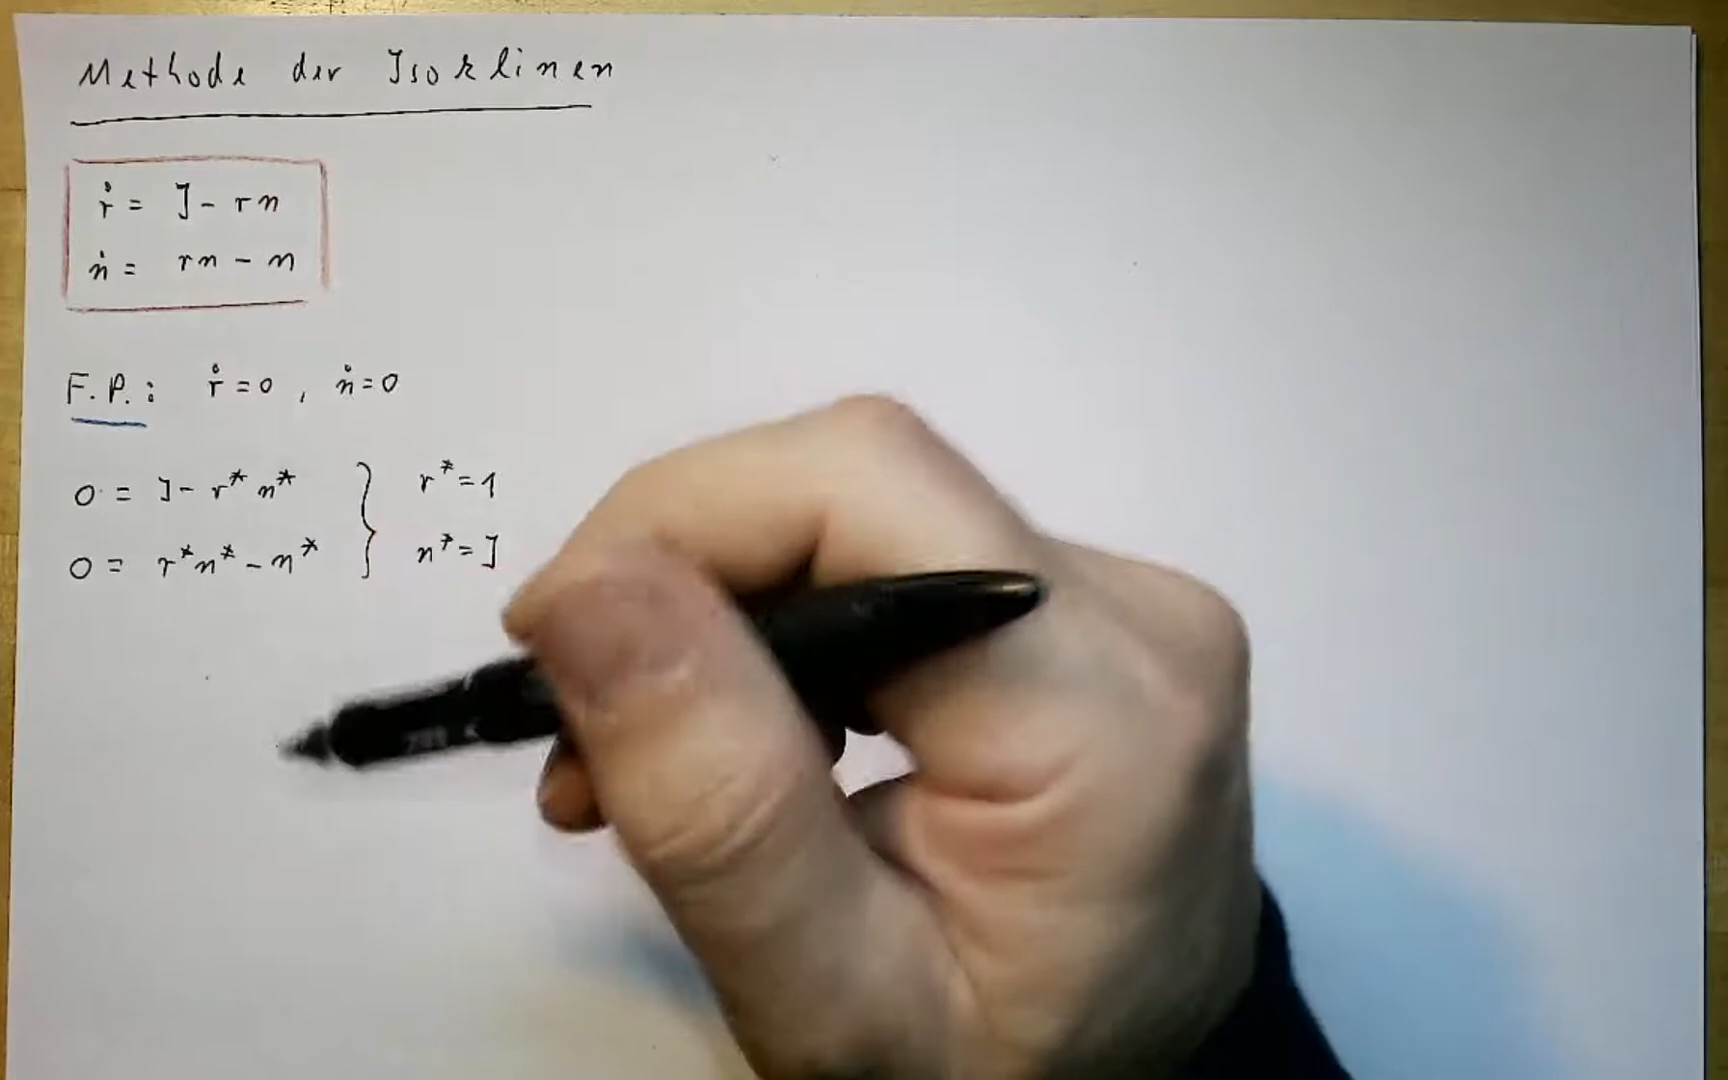 Methode der Isoklinen
ṙ = J - rn
ṅ = rn - n
F.P.: ṙ = 0, ṅ = 0
0 = J - r* n* } r* = 1
0 = r* n* - n* } n* = J